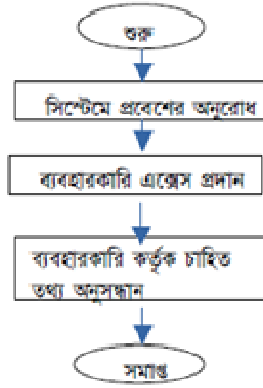 শুরু
সিস্টেমে প্রবেশের অনুরোধ
ব্যবহারকারি এক্সেস প্রদান
ব্যবহারকারি কর্তৃক চাহিত
তথ্য অনুসন্ধান
সমাপ্ত